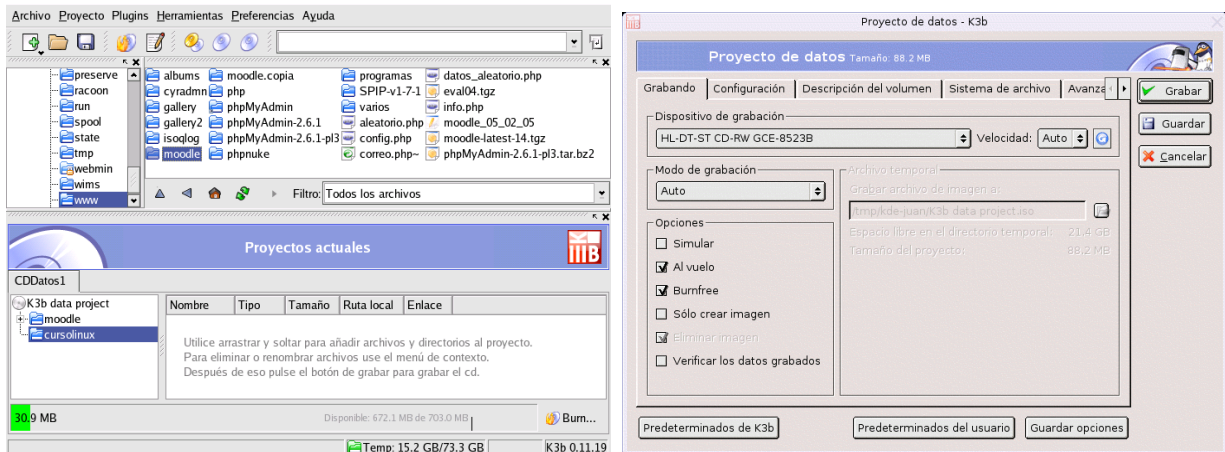 Archivo Proyecto Plugins Herramientas Preferencias Ayuda
preserve
racoon
run
spool
state
tmp
webmin
wims
www
albums moodle.copia programas datos_aleatorio.php
cyradmn php SPIP-v1-7-1 eval04.tgz
gallery phpMyAdmin varios info.php
gallery2 phpMyAdmin-2.6.1 aleatorio.php moodle_05_02_05
isoqlog phpMyAdmin-2.6.1-pl3 config.php moodle-latest-14.tgz
moodle phpnuke correo.php~ phpMyAdmin-2.6.1-pl3.tar.bz2
Filtro: Todos los archivos
Proyectos actuales
CDDatos1
K3b data project
moodle
cursolinux
Nombre Tipo Tamaño Ruta local Enlace
Utilice arrastrar y soltar para añadir archivos y directorios al proyecto.
Para eliminar o renombrar archivos use el menú de contexto.
Después de eso pulse el botón de grabar para grabar el cd.
30.9 MB Disponible: 672.1 MB de 703.0 MB Burn...
Temp: 15.2 GB/73.3 GB K3b 0.11.19
Proyecto de datos - K3b
Proyecto de datos Tamaño: 88.2 MB
Grabando Configuración Descripción del volumen Sistema de archivo Avanza
Grabar
Guardar
Cancelar
Dispositivo de grabación
HL-DT-ST CD-RW GCE-8523B Velocidad: Auto
Modo de grabación
Auto
Opciones
Simular
Al vuelo
Burnfree
Sólo crear imagen
Eliminar imagen
Verificar los datos grabados
Archivo temporal
Grabar archivo de imagen a:
/tmp/kde-juan/K3b data project.iso
Espacio libre en el directorio temporal: 21.4 GB
Tamaño del proyecto: 88.2 MB
Predeterminados de K3b Predeterminados del usuario Guardar opciones